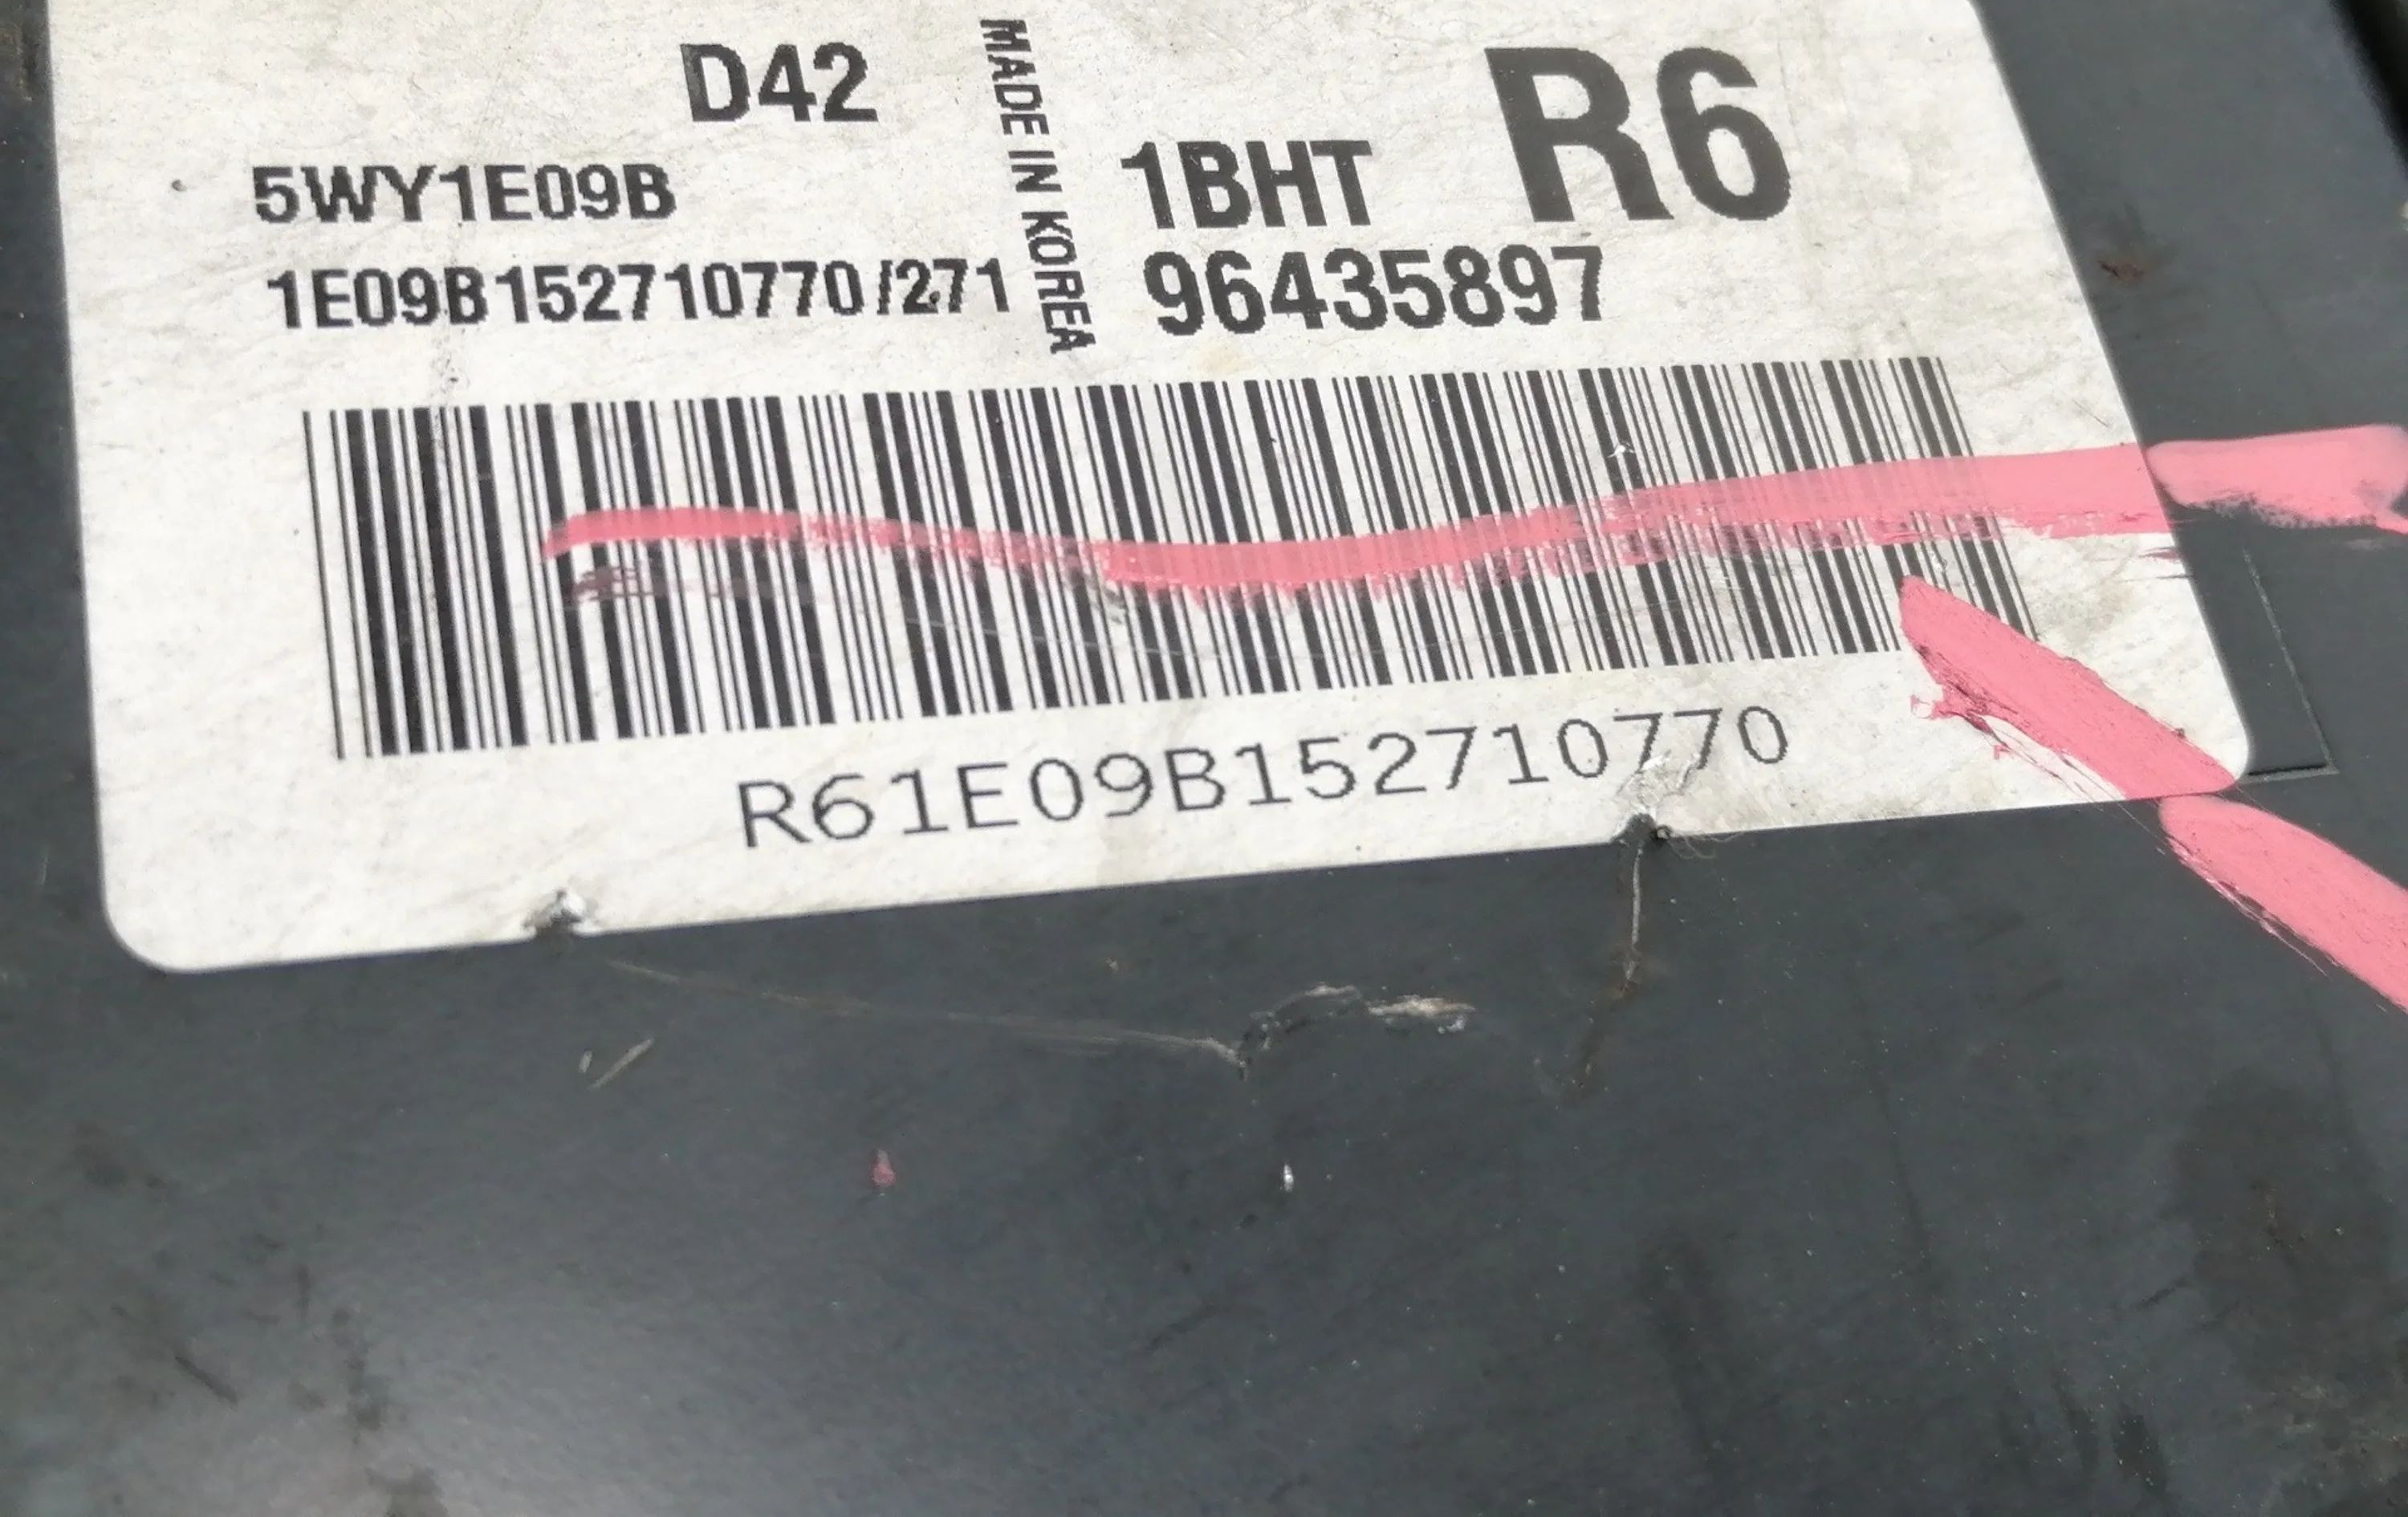 D42
5WY1E09B
1E09B152710770/271
MADE IN KOREA
1BHT
R6
96435897
R61E09B152710770